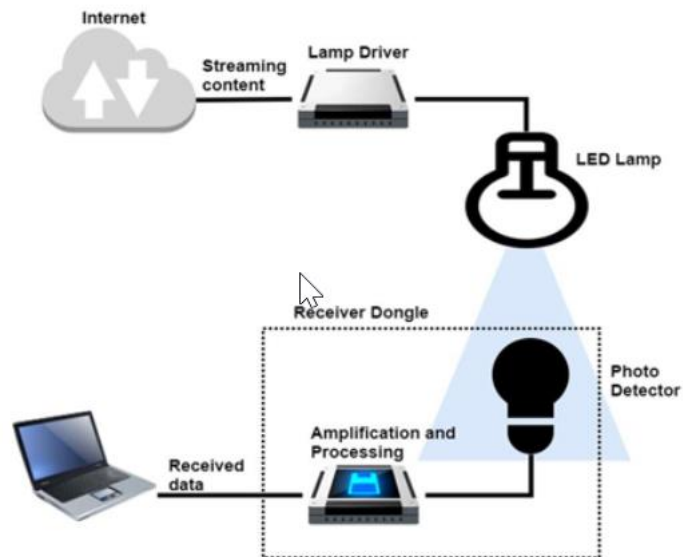 Internet
Lamp Driver
Streaming
content
LED Lamp
Receiver Dongle
Photo
Detector
Amplification and
Processing
Received
data